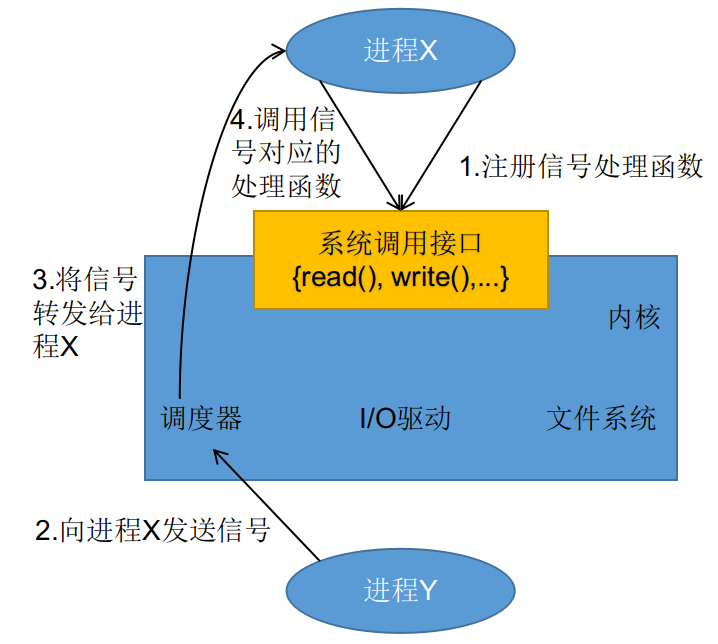 进程X
4.调用信
号对应的
处理函数
1.注册信号处理函数
系统调用接口
{read(), write(),...}
3.将信号
转发给进
程X
内核
调度器
I/O驱动
文件系统
2.向进程X发送信号
进程Y